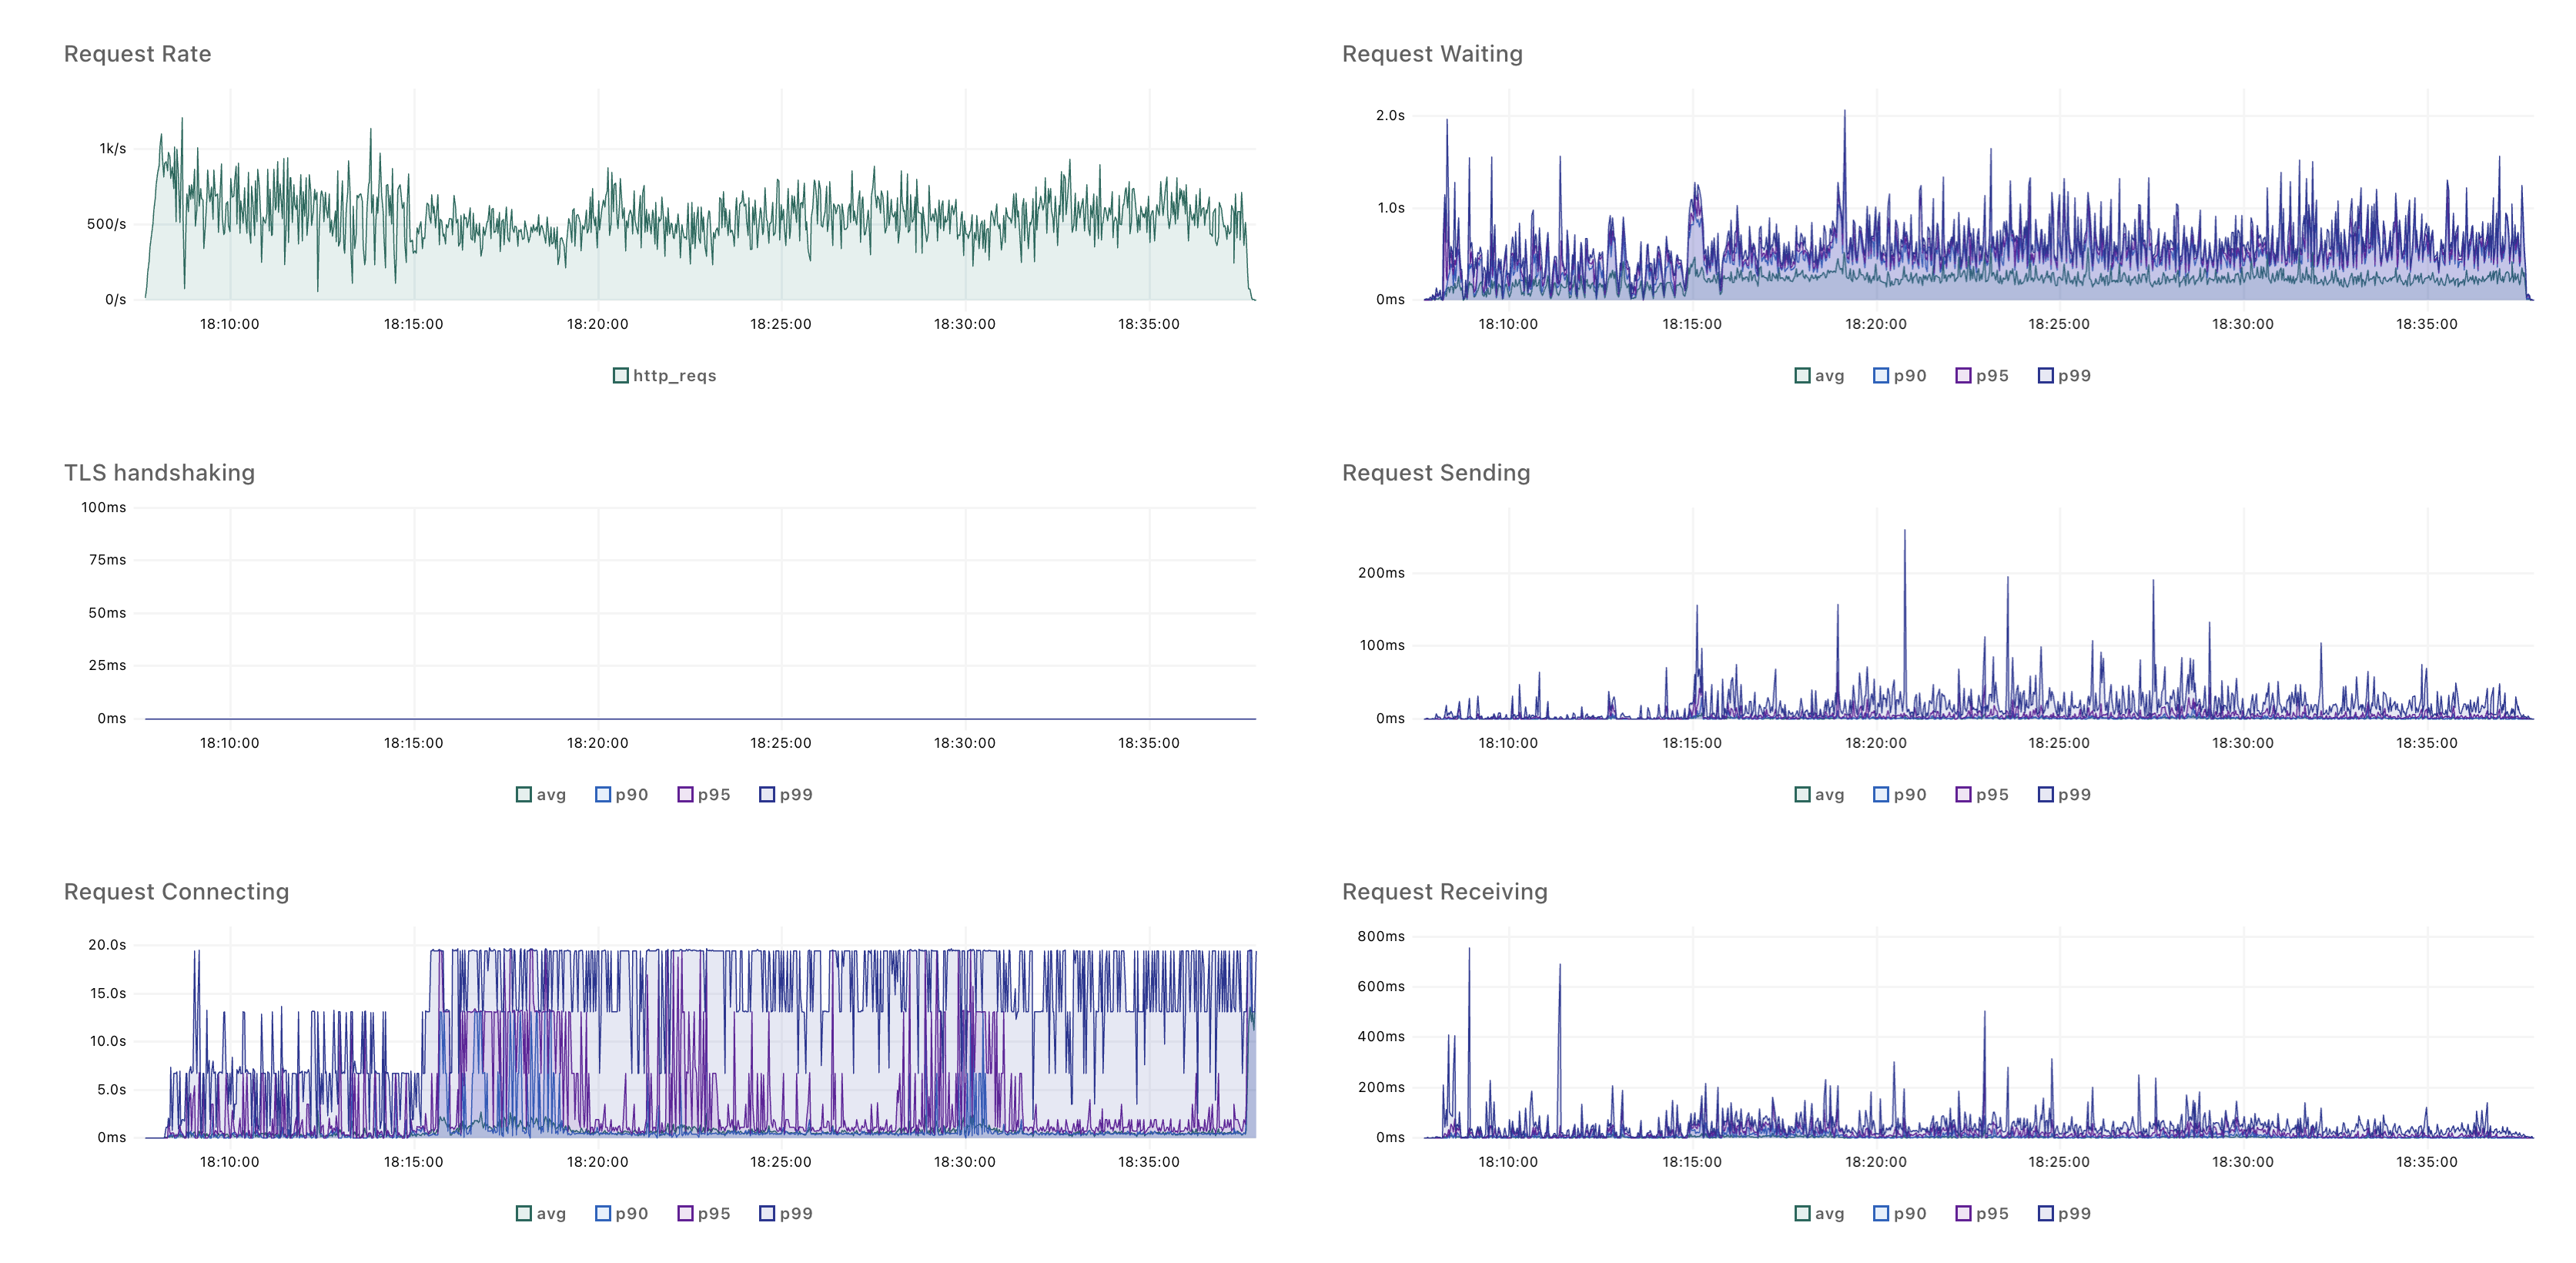 Request Rate
1k/s
500/s
0/s
18:10:00 18:15:00 18:20:00 18:25:00 18:30:00 18:35:00
http_reqs
Request Waiting
2.0s
1.0s
0ms
18:10:00 18:15:00 18:20:00 18:25:00 18:30:00 18:35:00
avg p90 p95 p99
TLS handshaking
100ms
75ms
50ms
25ms
0ms
18:10:00 18:15:00 18:20:00 18:25:00 18:30:00 18:35:00
avg p90 p95 p99
Request Sending
200ms
100ms
0ms
18:10:00 18:15:00 18:20:00 18:25:00 18:30:00 18:35:00
avg p90 p95 p99
Request Connecting
20.0s
15.0s
10.0s
5.0s
0ms
18:10:00 18:15:00 18:20:00 18:25:00 18:30:00 18:35:00
avg p90 p95 p99
Request Receiving
800ms
600ms
400ms
200ms
0ms
18:10:00 18:15:00 18:20:00 18:25:00 18:30:00 18:35:00
avg p90 p95 p99